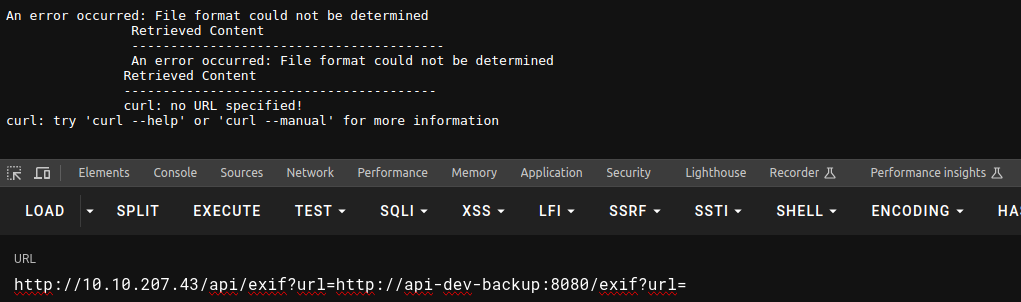 An error occurred: File format could not be determined
Retrieved Content
----------------------------------------
An error occurred: File format could not be determined
Retrieved Content
----------------------------------------
curl: no URL specified!
curl: try 'curl --help' or 'curl --manual' for more information
Elements Console Sources Network Performance Memory Application Security Lighthouse Recorder Performance insights
LOAD SPLIT EXECUTE TEST SQLI XSS LFI SSRF SSTI SHELL ENCODING HA
URL
http://10.10.207.43/api/exif?url=http://api-dev-backup:8080/exif?url=